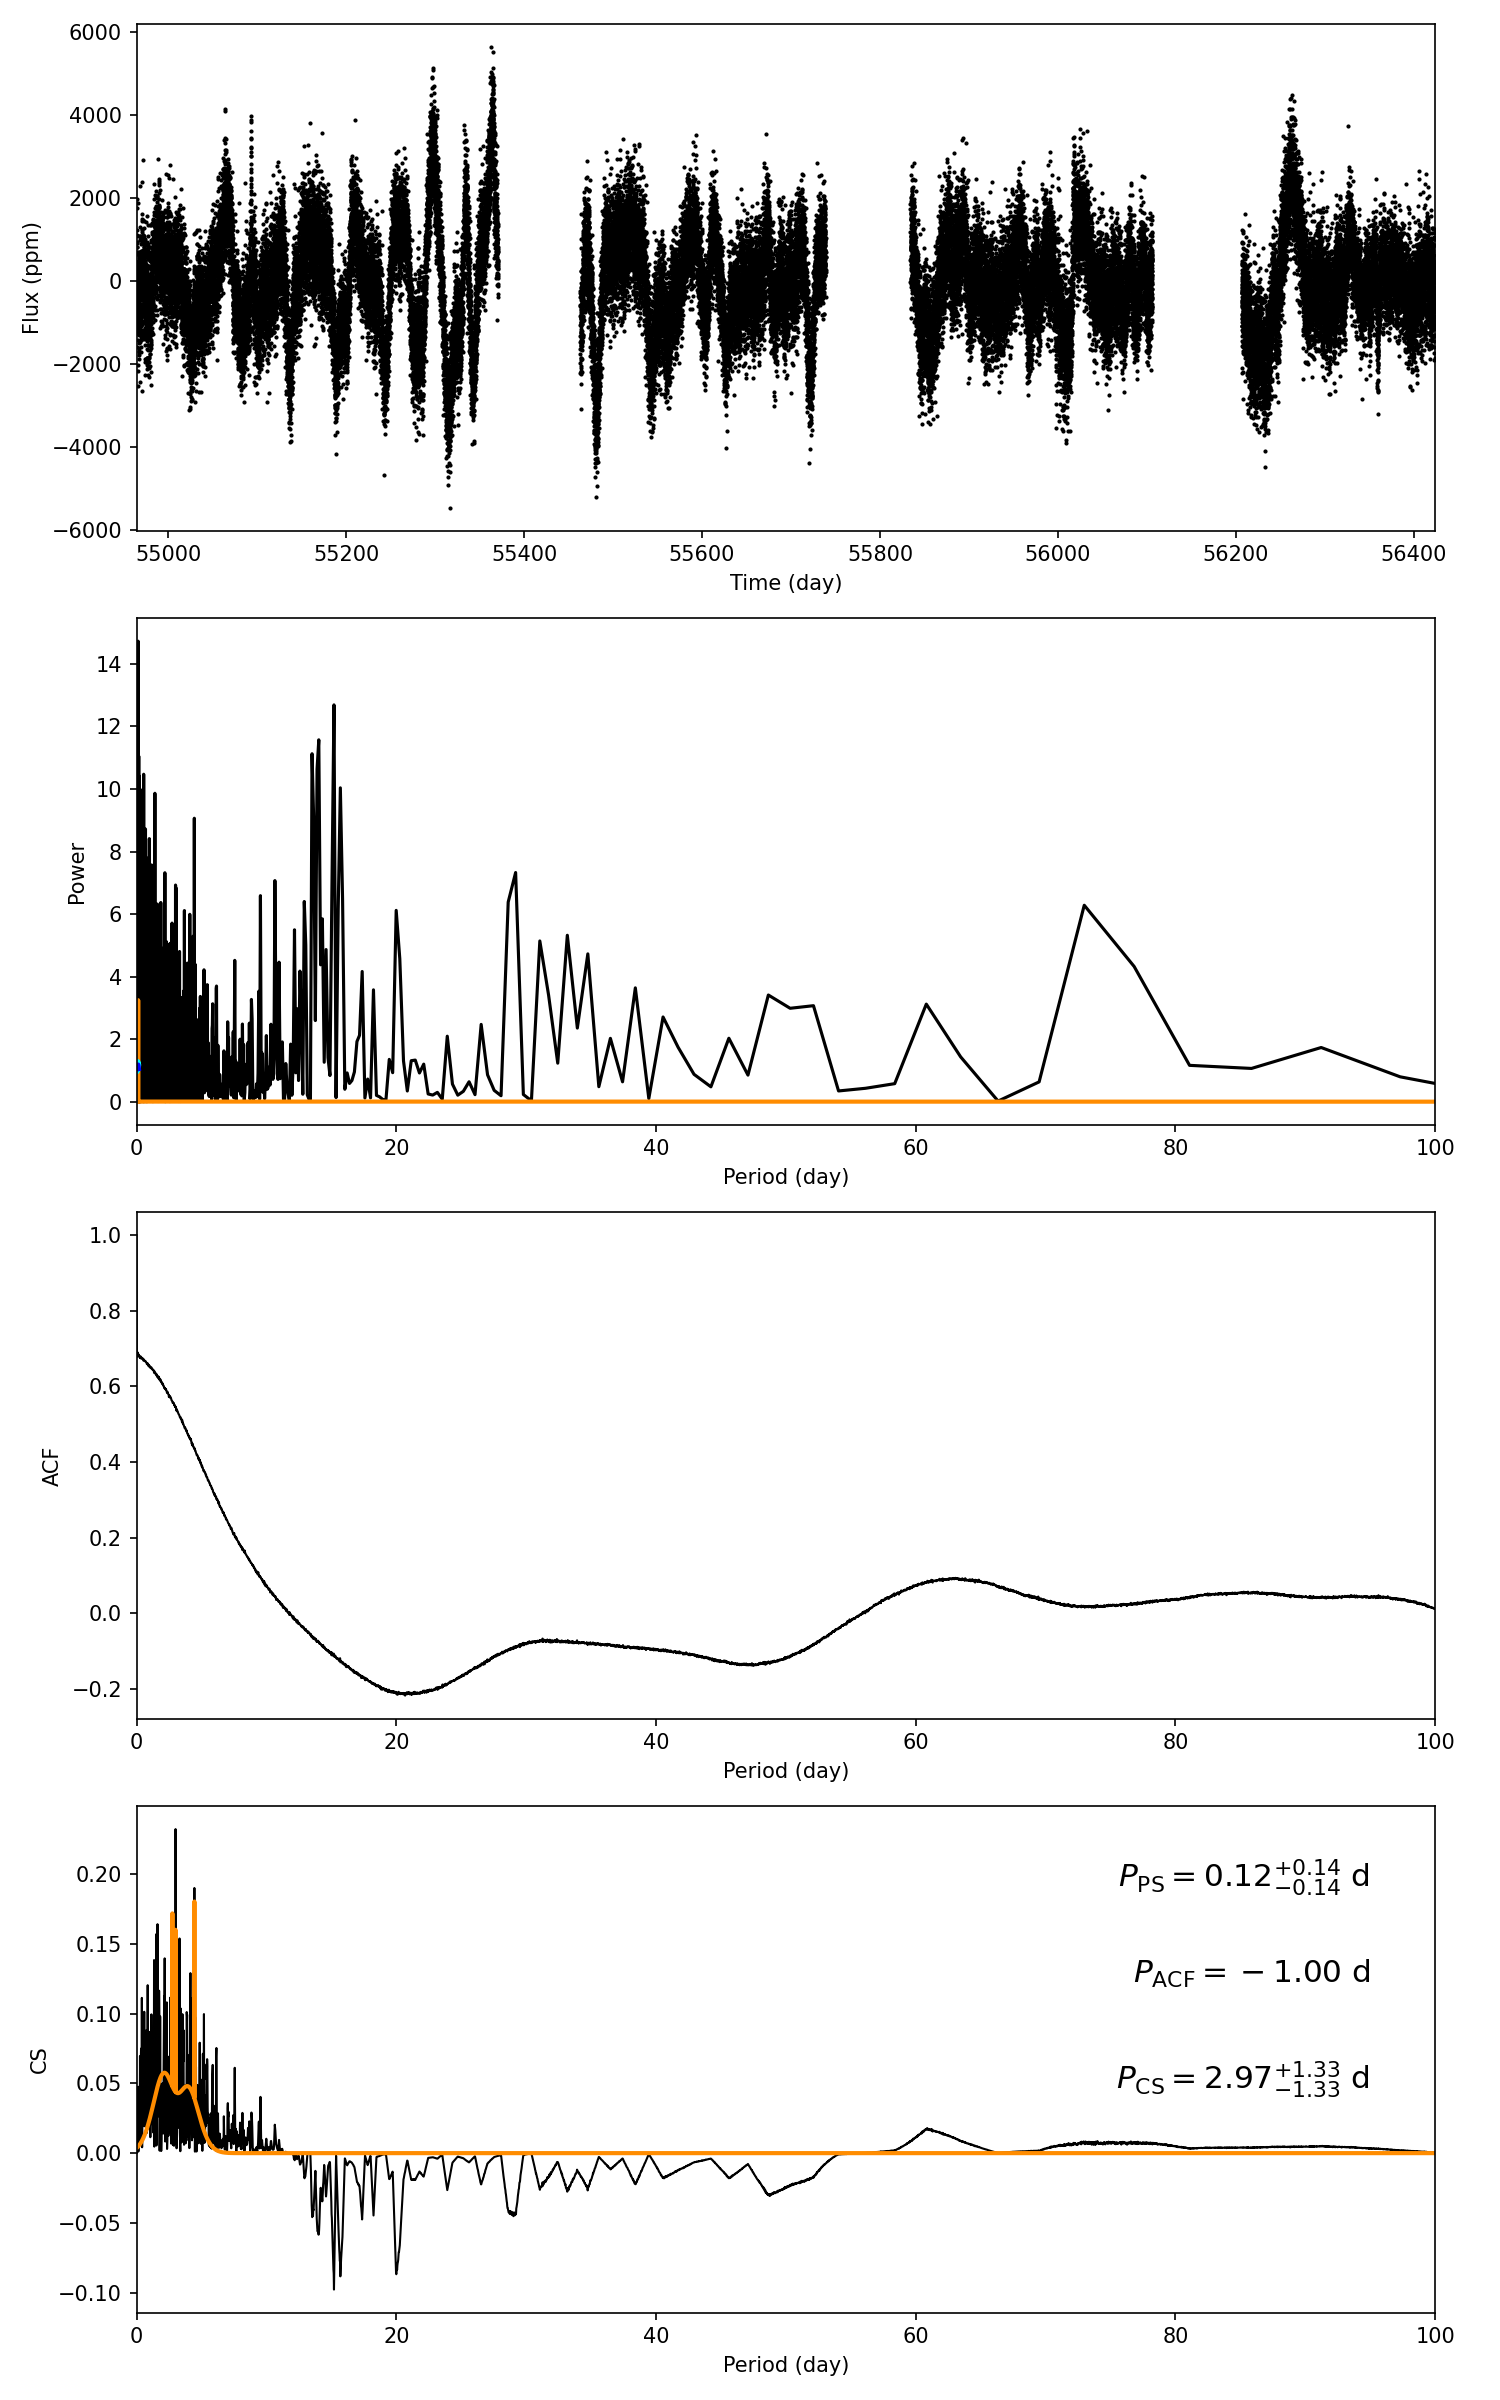 6000
4000
2000
0
−2000
−4000
−6000
Flux (ppm)
55000 55200 55400 55600 55800 56000 56200 56400
Time (day)
14
12
10
8
6
4
2
0
Power
0 20 40 60 80 100
Period (day)
1.0
0.8
0.6
0.4
0.2
0.0
−0.2
ACF
0 20 40 60 80 100
Period (day)
0.20
0.15
0.10
0.05
0.00
−0.05
−0.10
CS
P_PS = 0.12^{+0.14}_{−0.14} d
P_ACF = −1.00 d
P_CS = 2.97^{+1.33}_{−1.33} d
0 20 40 60 80 100
Period (day)